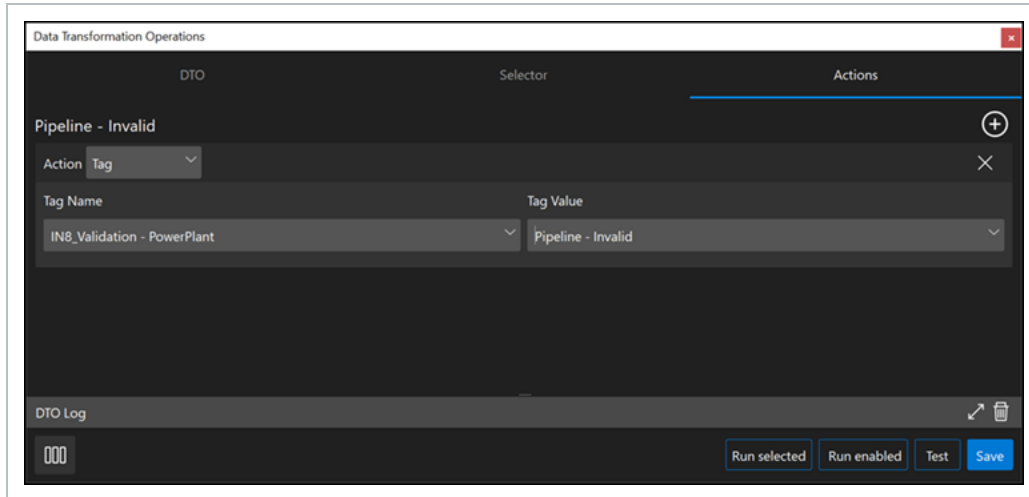 Data Transformation Operations
DTO Selector Actions
Pipeline - Invalid
Action Tag
Tag Name Tag Value
IN8_Validation - PowerPlant Pipeline - Invalid
DTO Log
Run selected Run enabled Test Save